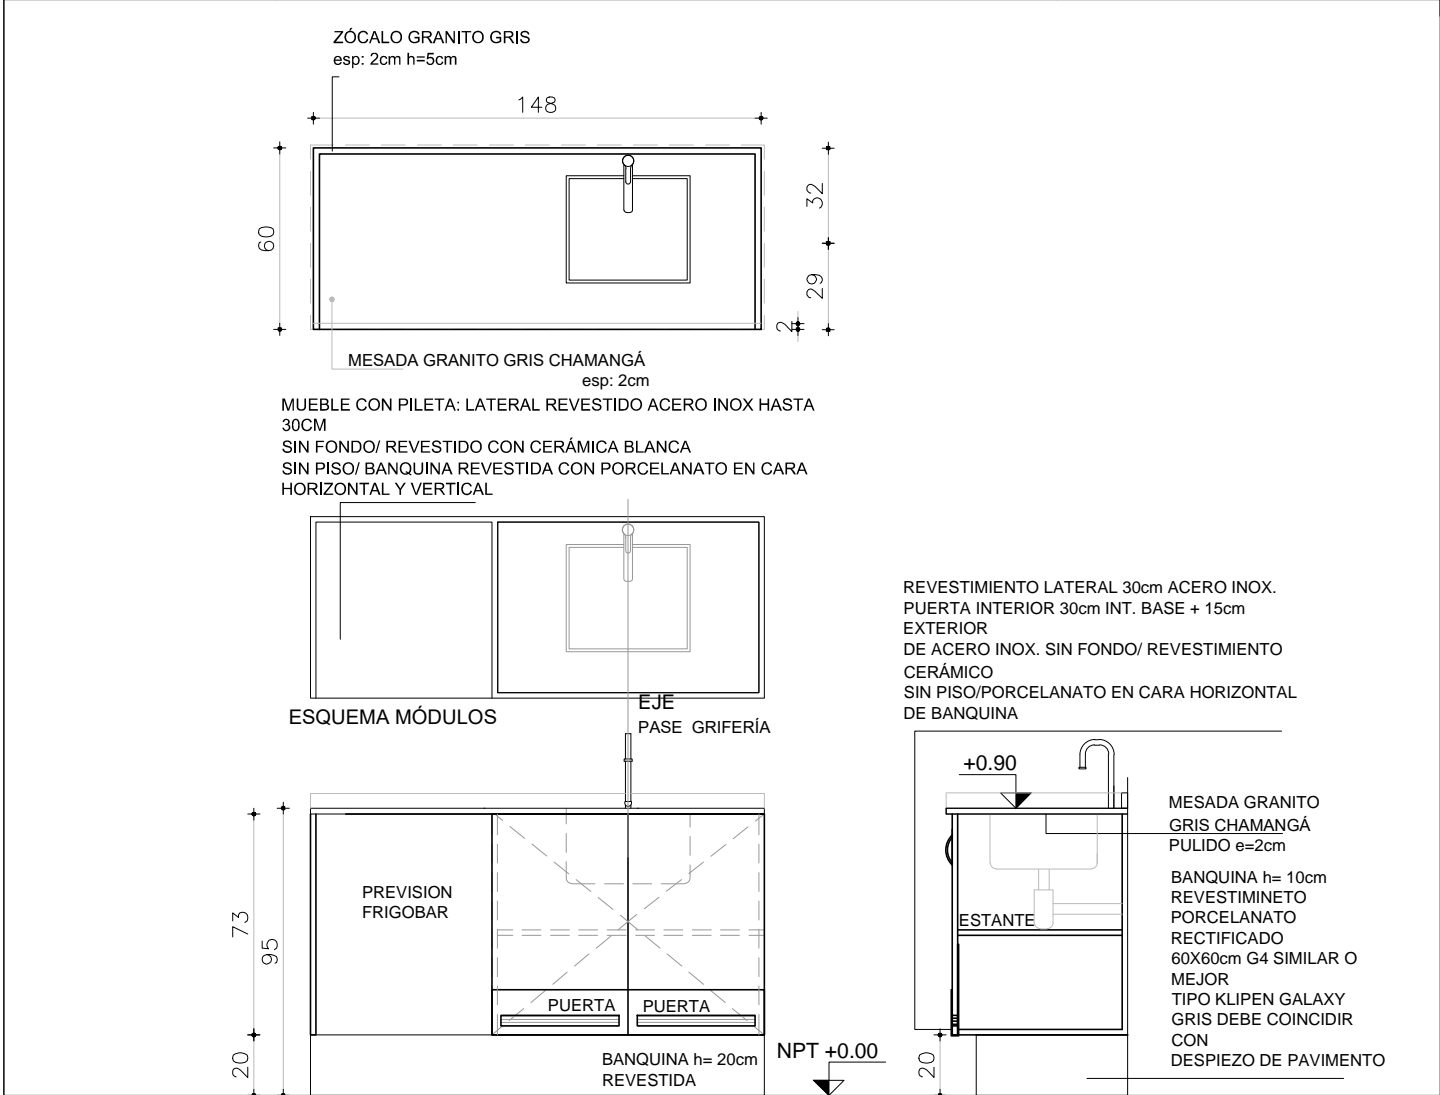 ZÓCALO GRANITO GRIS
esp: 2cm h=5cm
148
60
32
29
2
MESADA GRANITO GRIS CHAMANGÁ
esp: 2cm
MUEBLE CON PILETA: LATERAL REVESTIDO ACERO INOX HASTA
30CM
SIN FONDO/ REVESTIDO CON CERÁMICA BLANCA
SIN PISO/ BANQUINA REVESTIDA CON PORCELANATO EN CARA
HORIZONTAL Y VERTICAL
ESQUEMA MÓDULOS
EJE
PASE GRIFERÍA
REVESTIMIENTO LATERAL 30cm ACERO INOX.
PUERTA INTERIOR 30cm INT. BASE + 15cm
EXTERIOR
DE ACERO INOX. SIN FONDO/ REVESTIMIENTO
CERÁMICO
SIN PISO/PORCELANATO EN CARA HORIZONTAL
DE BANQUINA
PREVISION
FRIGOBAR
73
95
20
PUERTA
PUERTA
BANQUINA h= 20cm
REVESTIDA
NPT +0.00
+0.90
ESTANTE
20
MESADA GRANITO
GRIS CHAMANGÁ
PULIDO e=2cm
BANQUINA h= 10cm
REVESTIMINETO
PORCELANATO
RECTIFICADO
60X60cm G4 SIMILAR O
MEJOR
TIPO KLIPEN GALAXY
GRIS DEBE COINCIDIR
CON
DESPIEZO DE PAVIMENTO